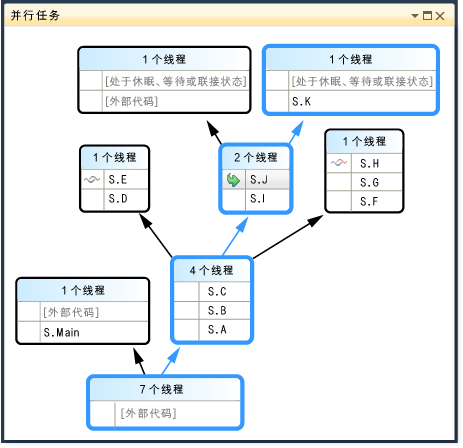 并行任务
1个线程
[处于休眠、等待或联接状态]
[外部代码]
1个线程
[处于休眠、等待或联接状态]
S.K
1个线程
S.E
S.D
2个线程
S.J
S.I
1个线程
S.H
S.G
S.F
4个线程
S.C
S.B
S.A
1个线程
[外部代码]
S.Main
7个线程
[外部代码]